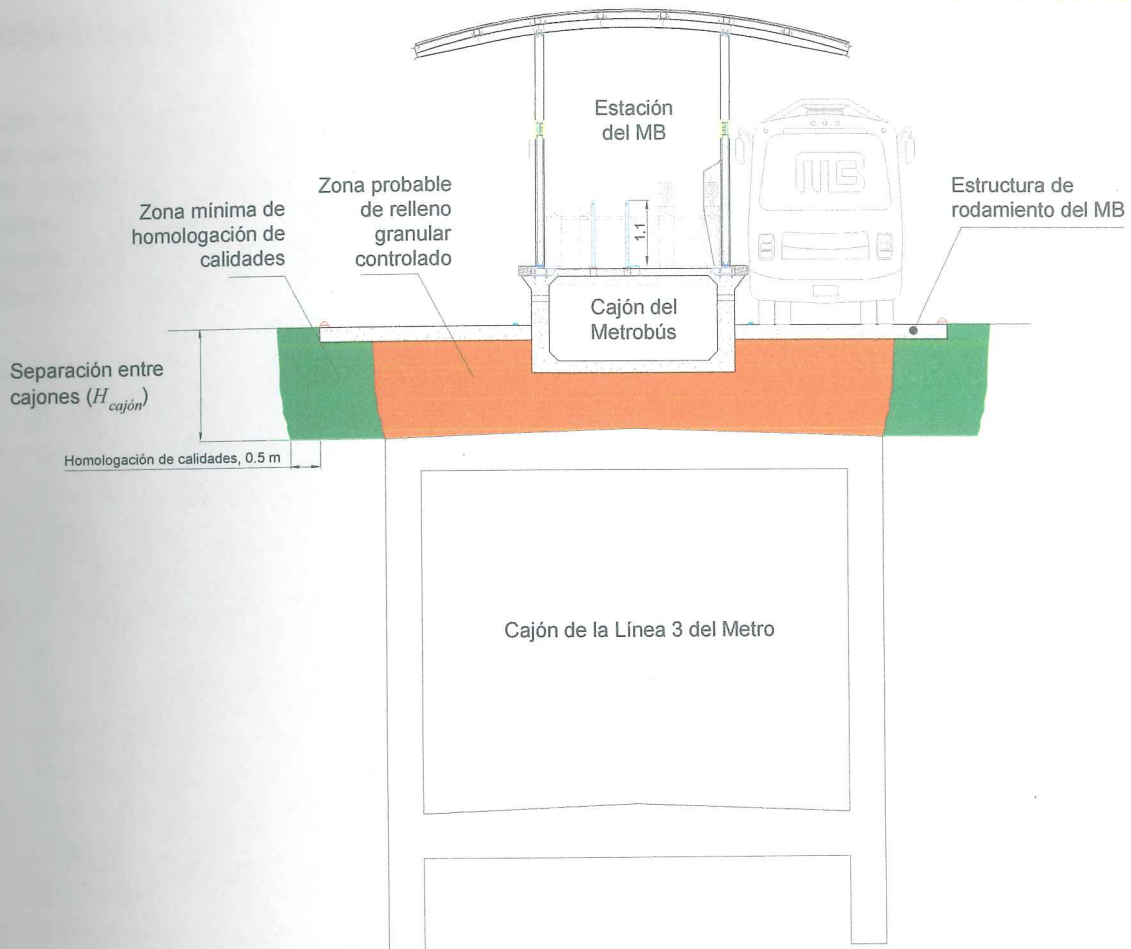 Estación
del MB
Zona probable
de relleno
granular
controlado
Zona mínima de
homologación de
calidades
Estructura de
rodamiento del MB
1.1
MB
Cajón del
Metrobús
Separación entre
cajones (H cajón)
Homologación de calidades, 0.5 m
Cajón de la Línea 3 del Metro